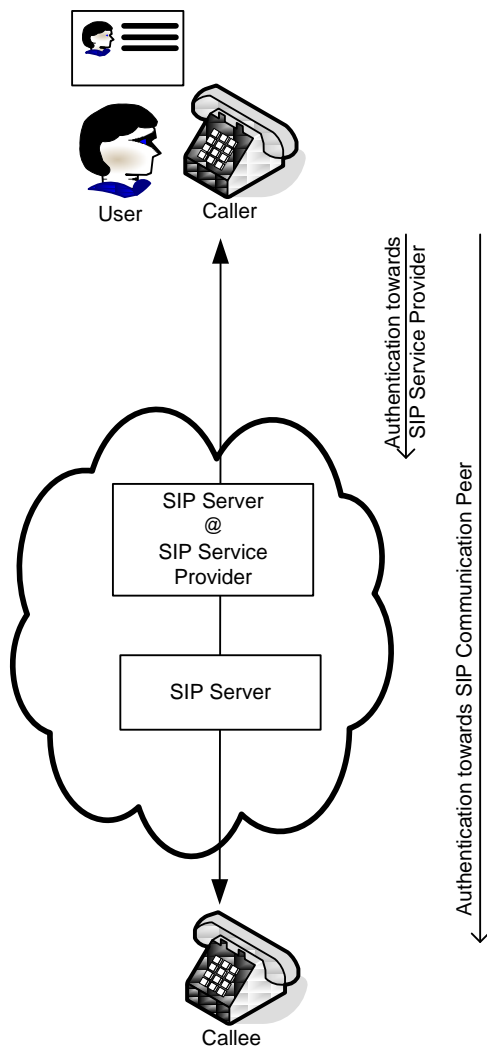 User
Caller
Authentication towards
SIP Service Provider
SIP Server
@
SIP Service
Provider
SIP Server
Authentication towards SIP Communication Peer
Callee